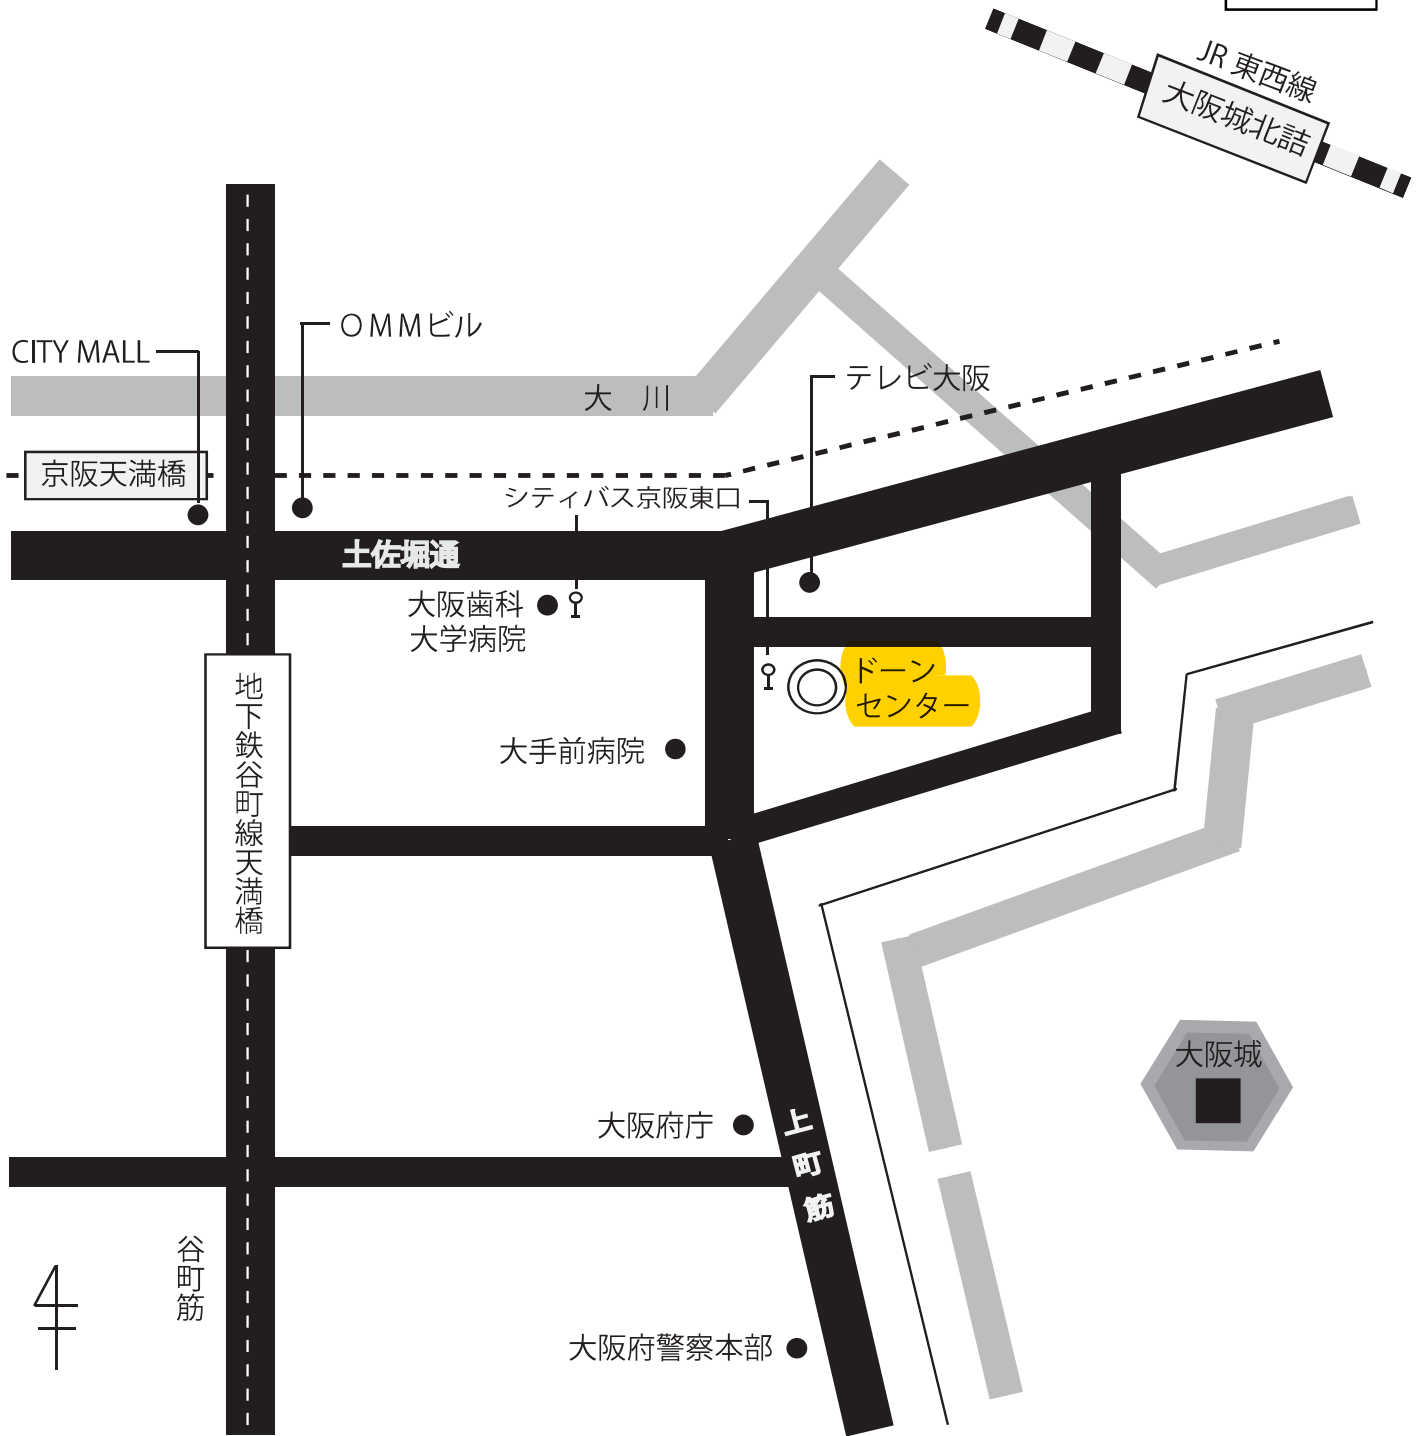 JR 東西線
大阪城北詰
OMMビル
CITY MALL
テレビ大阪
大 川
京阪天満橋
シティバス京阪東口
土佐堀通
大阪歯科
大学病院
ドーン
センター
地下鉄谷町線天満橋
大手前病院
大阪城
大阪府庁
上町筋
谷町筋
大阪府警察本部